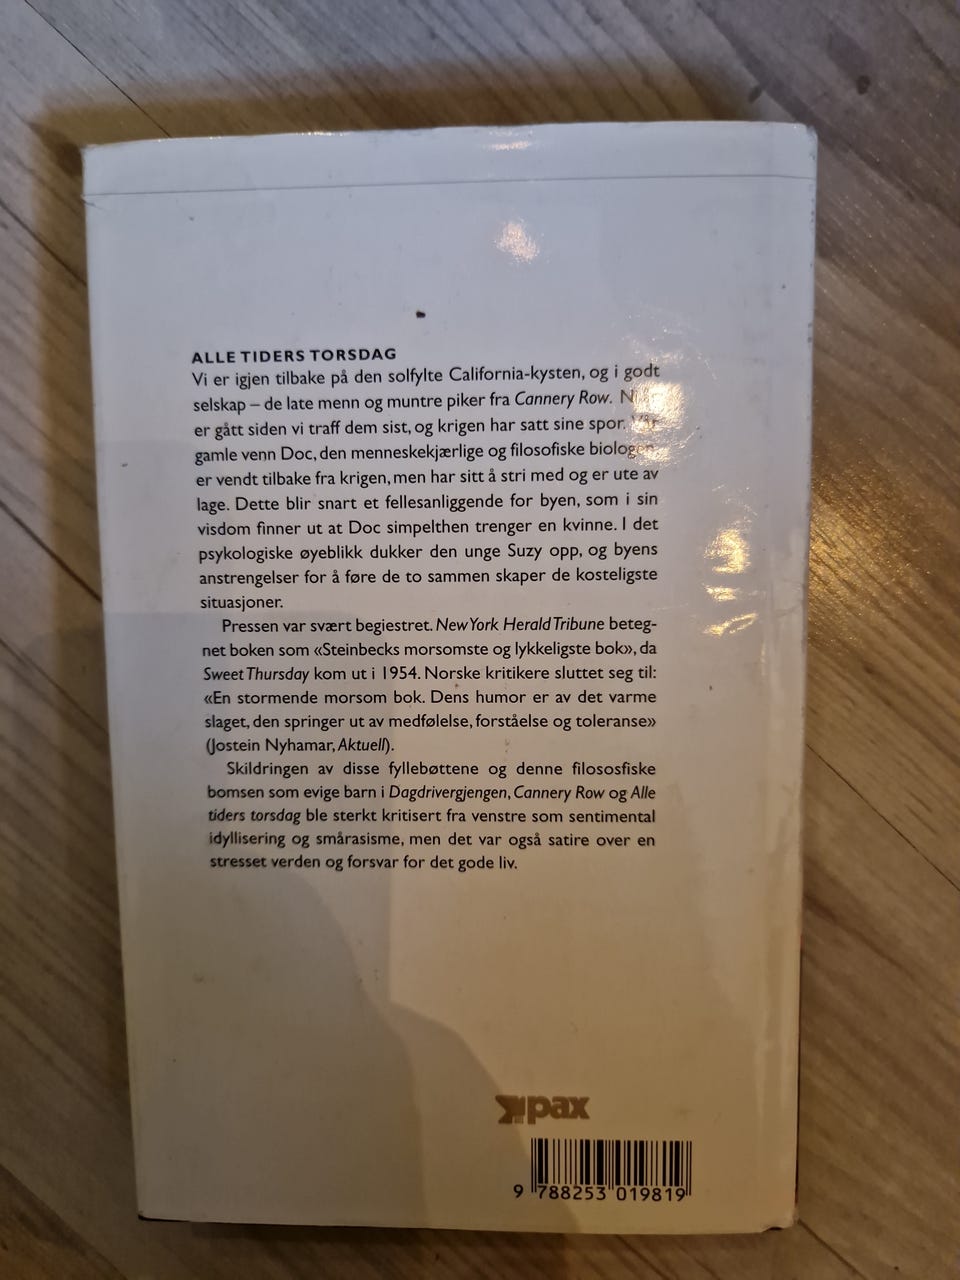 ALLE TIDERS TORSDAG
Vi er igjen tilbake på den solfylte California-kysten, og i godt
selskap – de late menn og muntre piker fra Cannery Row.
er gått siden vi traff dem sist, og krigen har satt sine spor. Vår
gamle venn Doc, den menneskekjærlige og filosofiske biologen,
er vendt tilbake fra krigen, men har sitt å stri med og er ute av
lage. Dette blir snart et fellesanliggende for byen, som i sin
visdom finner ut at Doc simpelthen trenger en kvinne. I det
psykologiske øyeblikk dukker den unge Suzy opp, og byens
anstrengelser for å føre de to sammen skaper de kosteligste
situasjoner.
Pressen var svært begiestret. New York Herald Tribune beteg-
net boken som «Steinbecks morsomste og lykkeligste bok», da
Sweet Thursday kom ut i 1954. Norske kritikere sluttet seg til:
«En stormende morsom bok. Dens humor er av det varme
slaget, den springer ut av medfølelse, forståelse og toleranse»
(Jostein Nyhamar, Aktuell).
Skildringen av disse fyllebøttene og denne filososfiske
bomsen som evige barn i Dagdrivergjengen, Cannery Row og Alle
tiders torsdag ble sterkt kritisert fra venstre som sentimental
idyllisering og smårasisme, men det var også satire over en
stresset verden og forsvar for det gode liv.
pax
9 788253 019819